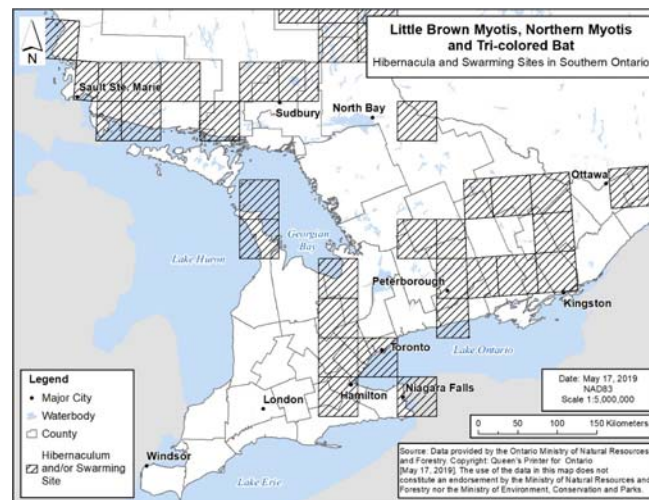 Little Brown Myotis, Northern Myotis
and Tri-colored Bat
Hibernacula and Swarming Sites in Southern Ontario
N
Sault Ste. Marie
Sudbury
North Bay
Ottawa
Georgian
Bay
Lake Huron
Peterborough
Kingston
Toronto
Lake Ontario
Hamilton
Niagara Falls
London
Windsor
Lake Erie
Legend
Major City
Waterbody
County
Hibernaculum
and/or Swarming
Site
Date: May 17, 2019
NAD83
Scale 1:5,000,000
0 50 100 150 Kilometers
Source: Data provided by the Ontario Ministry of Natural Resources
and Forestry. Copyright: Queen's Printer for Ontario
[May 17, 2019]. The use of the data in this map does not
constitute an endorsement by the Ministry of Natural Resources and
Forestry nor the Ministry of Environment, Conservation and Parks.